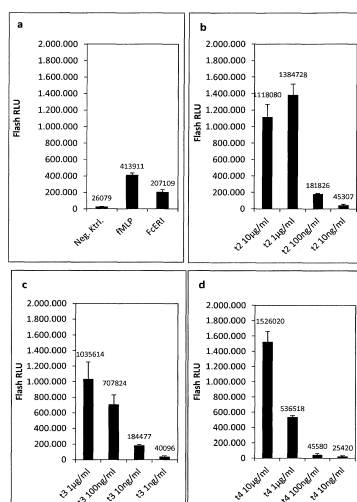 a
2.000.000
1.800.000
1.600.000
1.400.000
1.200.000
1.000.000
800.000
600.000
400.000
200.000
0
Flash RLU
26079
413911
207109
Neg. Ktrl.
fMLP
FcERI
b
2.000.000
1.800.000
1.600.000
1.400.000
1.200.000
1.000.000
800.000
600.000
400.000
200.000
0
Flash RLU
1118080
1384728
181826
45307
t2 10µg/ml
t2 1µg/ml
t2 100ng/ml
t2 10ng/ml
c
2.000.000
1.800.000
1.600.000
1.400.000
1.200.000
1.000.000
800.000
600.000
400.000
200.000
0
Flash RLU
1035614
707824
184477
40096
t3 1µg/ml
t3 100ng/ml
t3 10ng/ml
t3 1ng/ml
d
2.000.000
1.800.000
1.600.000
1.400.000
1.200.000
1.000.000
800.000
600.000
400.000
200.000
0
Flash RLU
1526020
536518
45580
25420
t4 10µg/ml
t4 1µg/ml
t4 100ng/ml
t4 10ng/ml